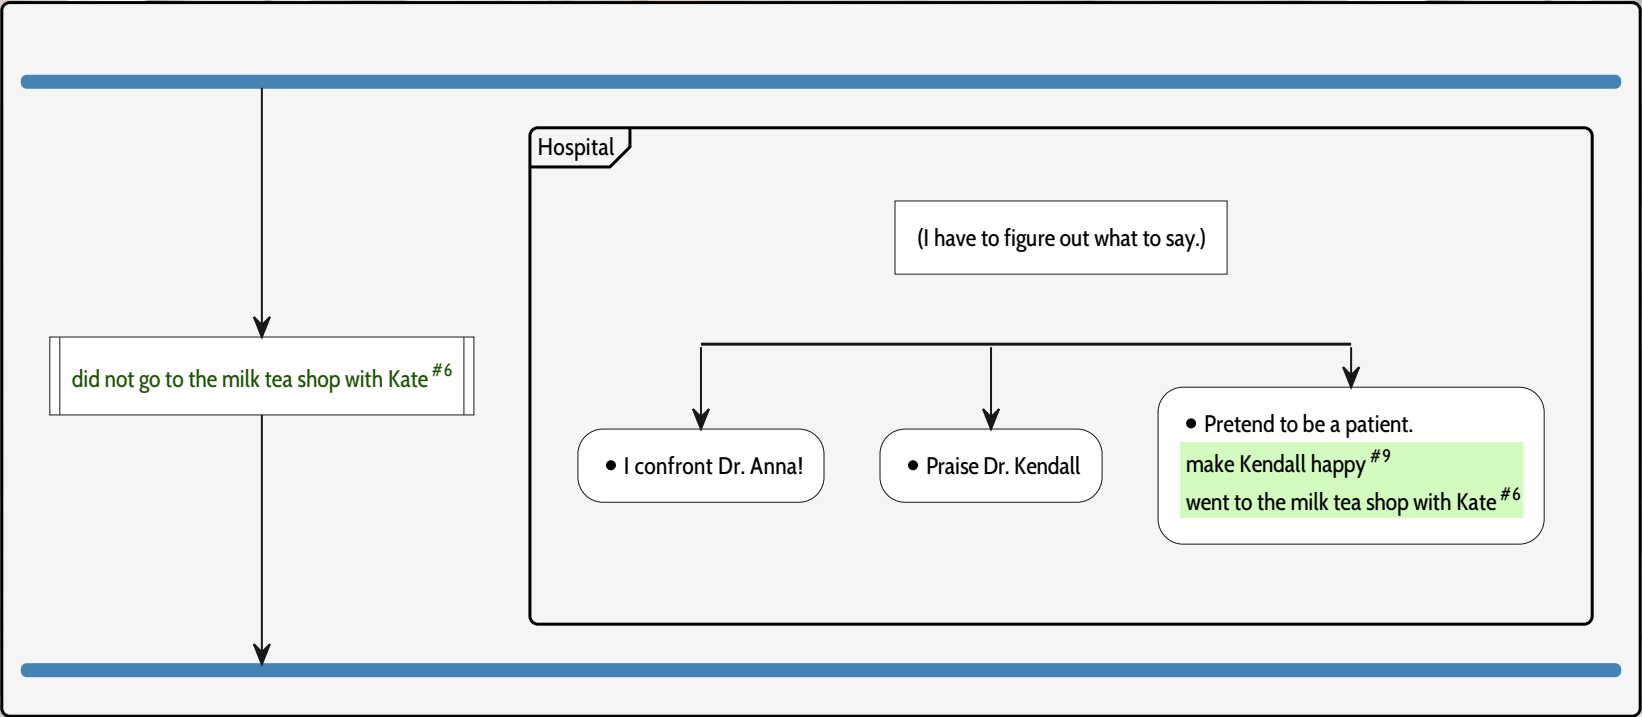 Hospital
(I have to figure out what to say.)
did not go to the milk tea shop with Kate #6
• I confront Dr. Anna!
• Praise Dr. Kendall
• Pretend to be a patient.
make Kendall happy #9
went to the milk tea shop with Kate #6